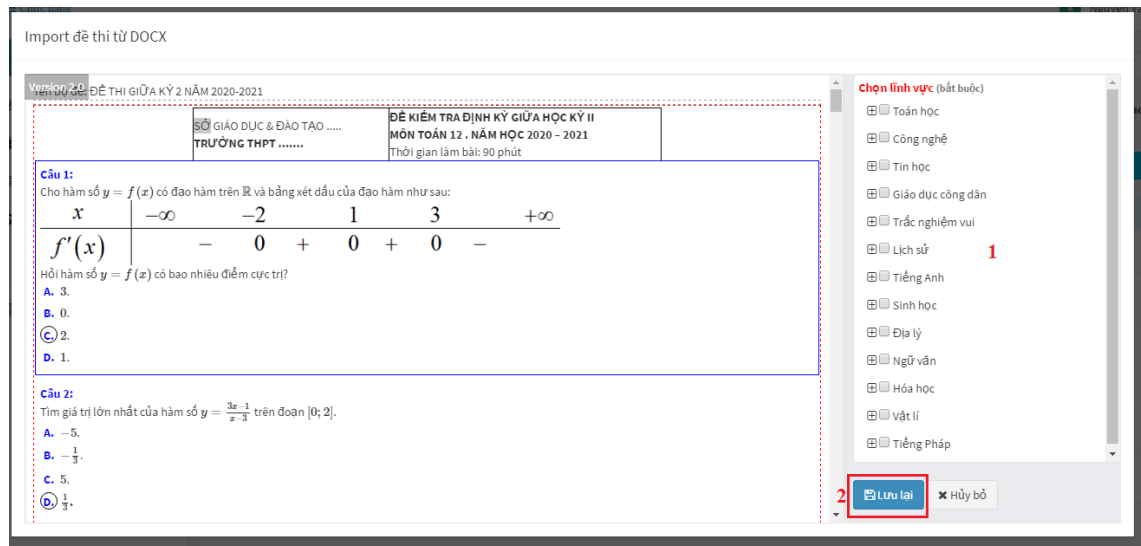 Import đề thi từ DOCX
Version 2.0
ĐỀ THI GIỮA KỲ 2 NĂM 2020-2021
SỞ GIÁO DỤC & ĐÀO TẠO .....
TRƯỜNG THPT .......
ĐỀ KIỂM TRA ĐỊNH KỲ GIỮA HỌC KỲ II
MÔN TOÁN 12 . NĂM HỌC 2020 – 2021
Thời gian làm bài: 90 phút
Câu 1:
Cho hàm số y = f (x) có đạo hàm trên ℝ và bảng xét dấu của đạo hàm như sau:
x −∞ −2 1 3 +∞
f′(x) − 0 + 0 + 0 −
Hỏi hàm số y = f (x) có bao nhiêu điểm cực trị?
A. 3.
B. 0.
C. 2.
D. 1.
Câu 2:
Tìm giá trị lớn nhất của hàm số y = (3x−1)/(x−3) trên đoạn [0; 2].
A. −5.
B. −1/3.
C. 5.
D. 1/3.
Chọn lĩnh vực (bắt buộc)
Toán học
Công nghệ
Tin học
Giáo dục công dân
Trắc nghiệm vui
Lịch sử
1
Tiếng Anh
Sinh học
Địa lý
Ngữ văn
Hóa học
Vật lí
Tiếng Pháp
2
Lưu lại
Hủy bỏ